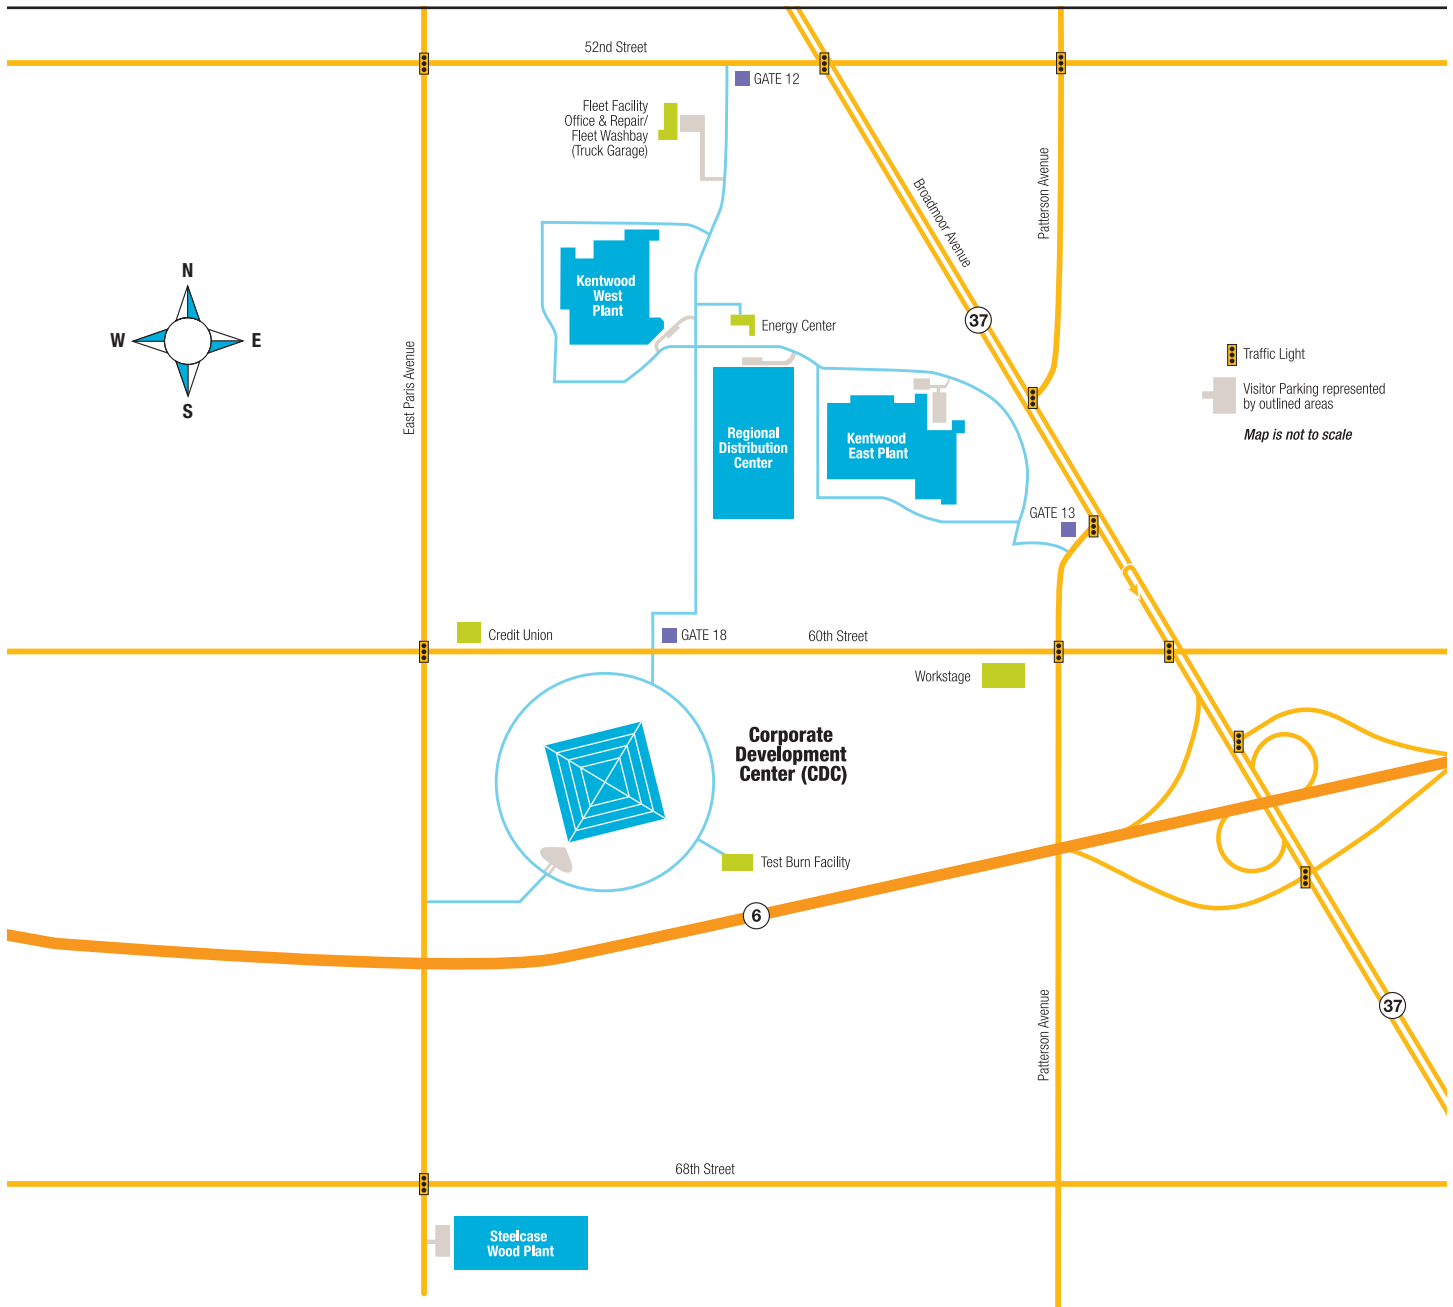 52nd Street
GATE 12
Fleet Facility
Office & Repair/
Fleet Washbay
(Truck Garage)
Broadmoor Avenue
Patterson Avenue
N
W
E
S
Kentwood
West
Plant
Energy Center
37
Traffic Light
Visitor Parking represented
by outlined areas
Map is not to scale
East Paris Avenue
Regional
Distribution
Center
Kentwood
East Plant
GATE 13
Credit Union
GATE 18
60th Street
Workstage
Corporate
Development
Center (CDC)
Test Burn Facility
6
Patterson Avenue
37
68th Street
Steelcase
Wood Plant